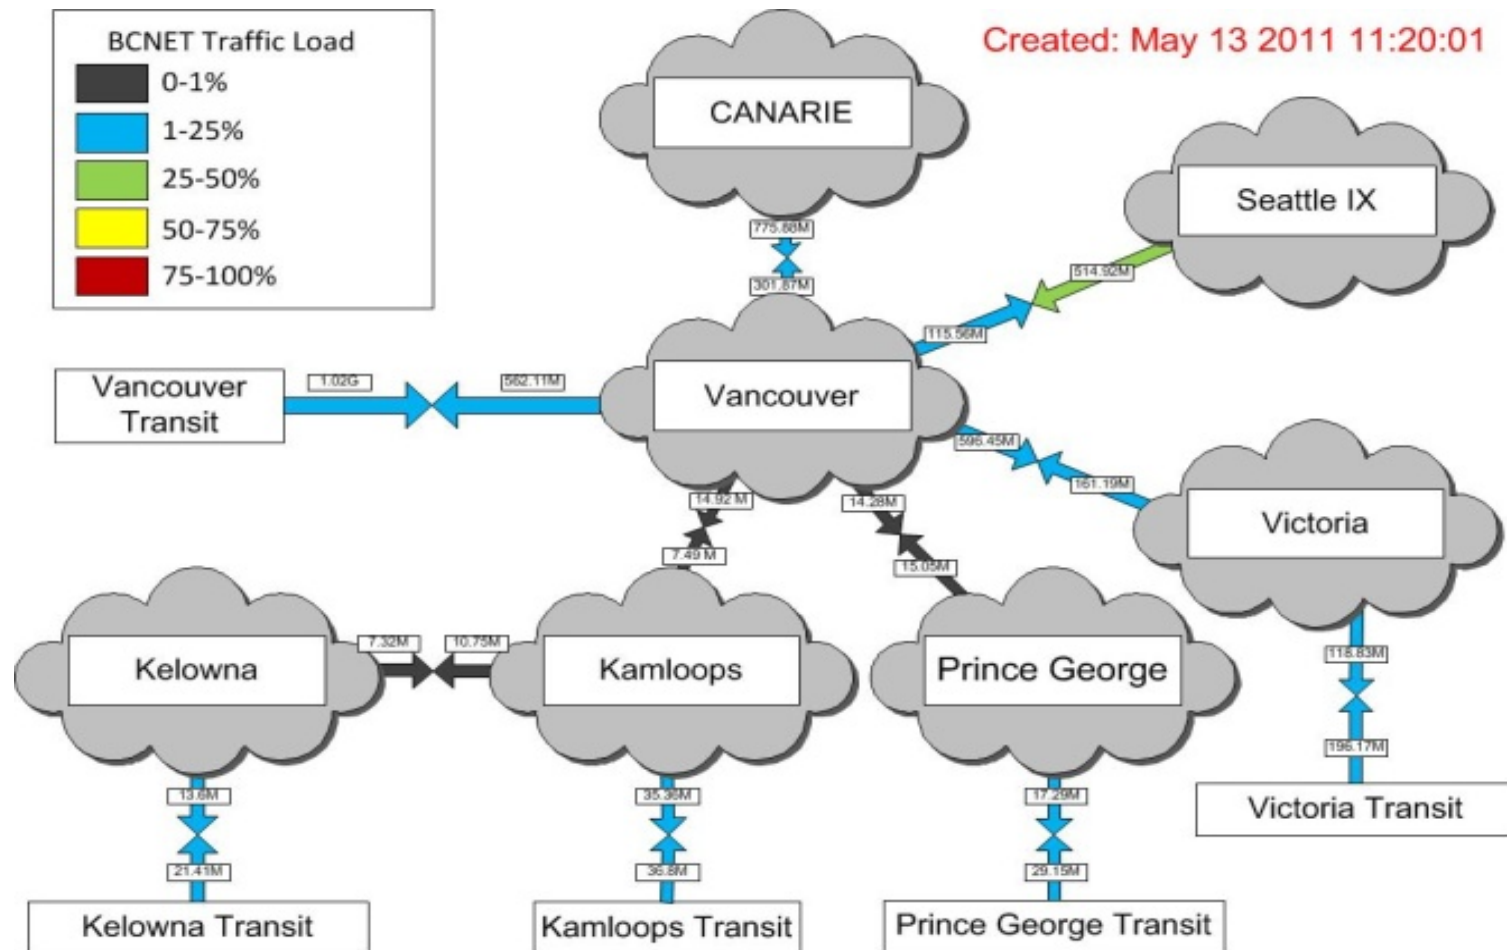 BCNET Traffic Load
0-1%
1-25%
25-50%
50-75%
75-100%
Created: May 13 2011 11:20:01
CANARIE
Seattle IX
775.88M
301.87M
514.92M
115.56M
Vancouver
Transit
1.02G
562.11M
Vancouver
596.45M
161.19M
Victoria
14.92 M
7.49 M
14.28M
15.05M
Kelowna
7.32M
10.75M
Kamloops
Prince George
118.83M
196.17M
Victoria Transit
13.6M
21.41M
35.36M
36.8M
17.29M
29.15M
Kelowna Transit
Kamloops Transit
Prince George Transit